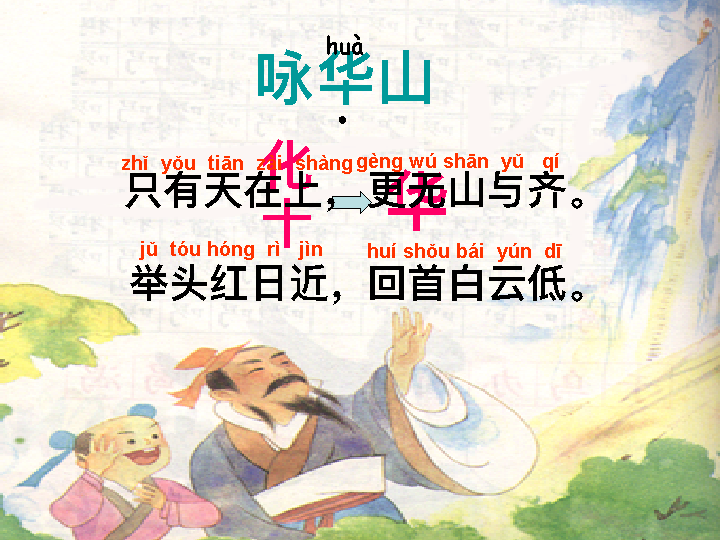 huà
咏华山
·
化
十
华
zhǐ yǒu tiān zài shàng gèng wú shān yǔ qí
只有天在上，更无山与齐。
jǔ tóu hóng rì jìn huí shǒu bái yún dī
举头红日近，回首白云低。